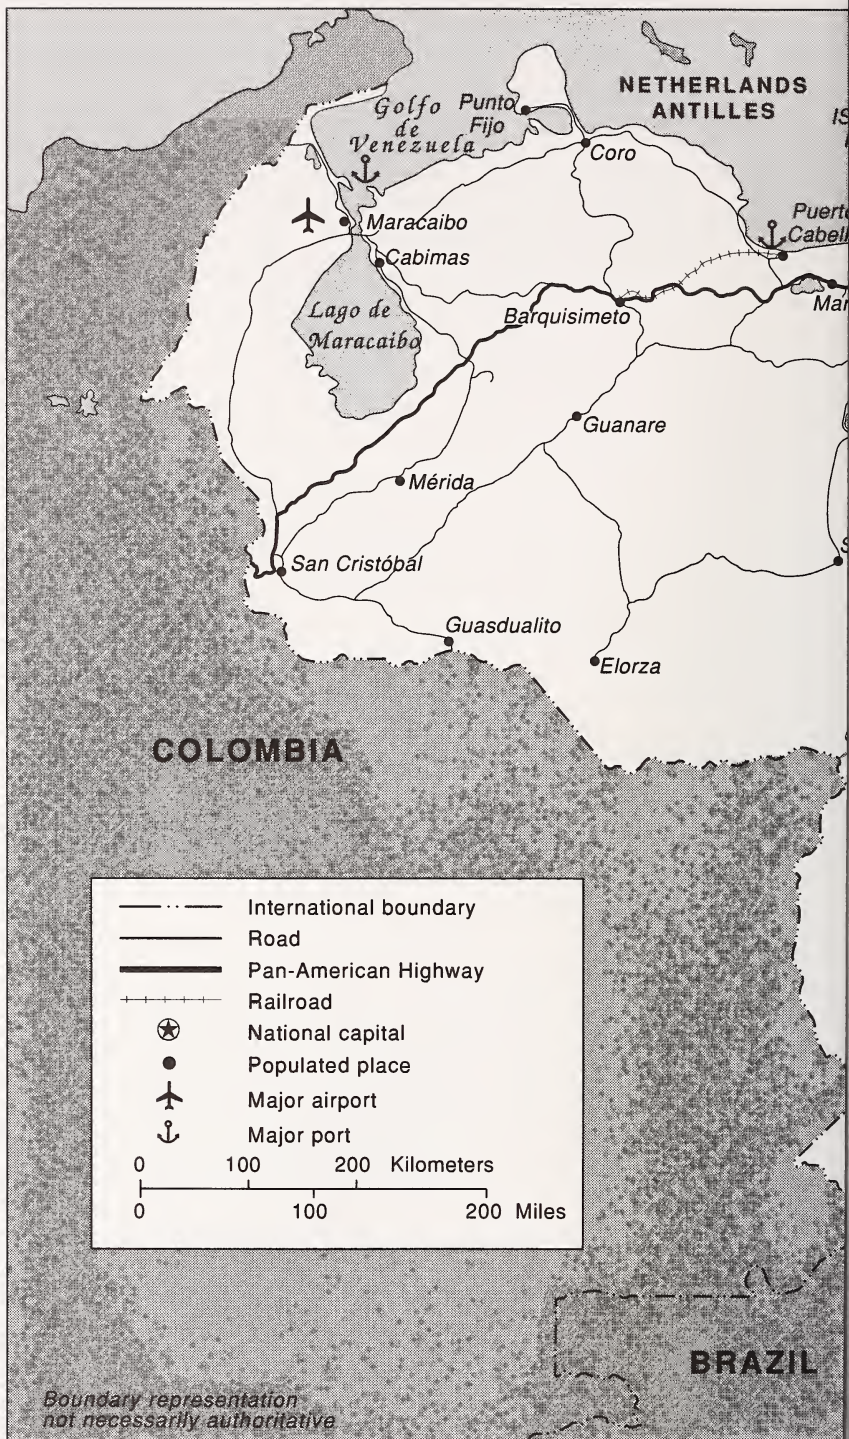 NETHERLANDS
ANTILLES
Golfo
de
Venezuela
Punto
Fijo
Coro
Maracaibo
Cabimas
Puert
Cabell
Lago de
Maracaibo
Barquisimeto
Mar
Guanare
Mérida
San Cristóbal
Guasdualito
Elorza
COLOMBIA
International boundary
Road
Pan-American Highway
Railroad
National capital
Populated place
Major airport
Major port
0 100 200 Kilometers
0 100 200 Miles
BRAZIL
Boundary representation
not necessarily authoritative